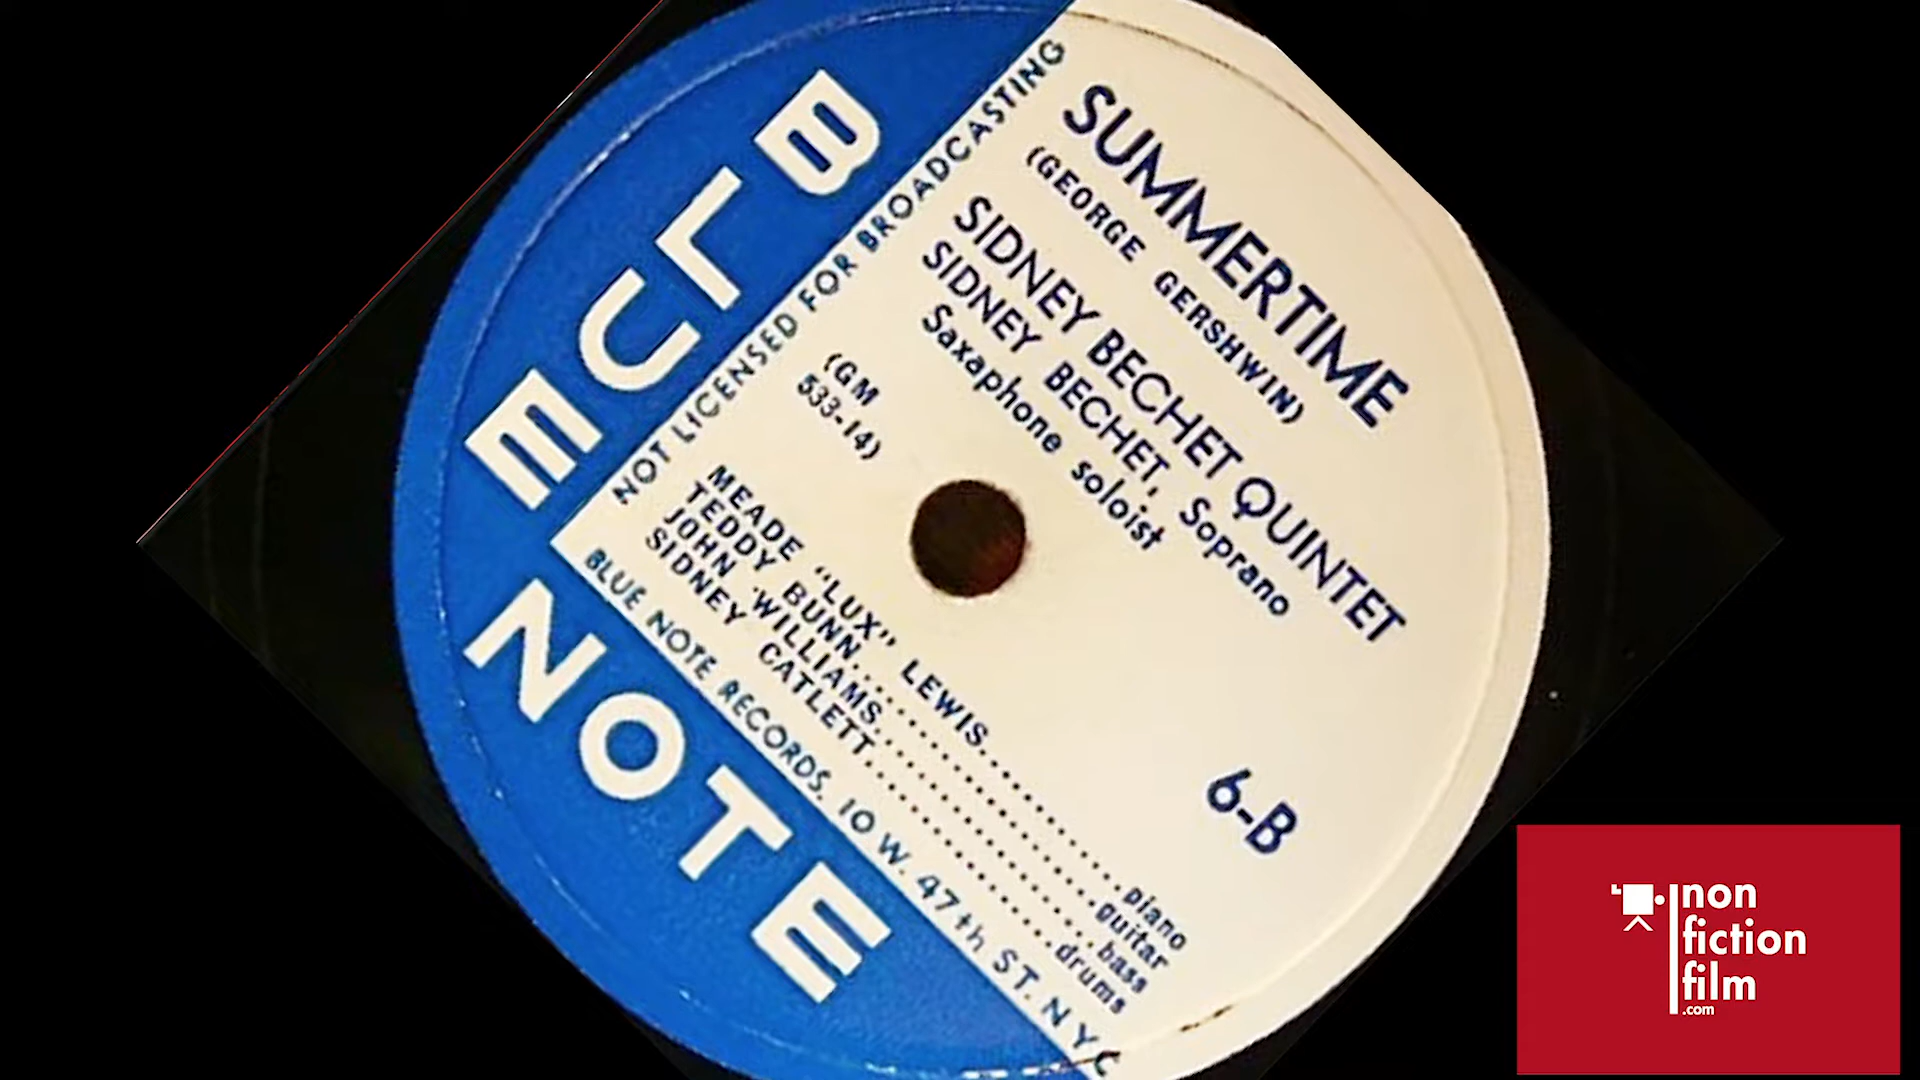 BLUE
NOTE
NOT LICENSED FOR BROADCASTING
SUMMERTIME
(GEORGE GERSHWIN)
SIDNEY BECHET QUINTET
SIDNEY BECHET, Soprano
Saxaphone soloist
(GM
533-14)
6-B
MEADE “LUX” LEWIS..............piano
TEDDY BUNN........................guitar
JOHN WILLIAMS.....................bass
SIDNEY CATLETT..................drums
BLUE NOTE RECORDS, 10 W. 47th ST. NYC
non
fiction
film
.com